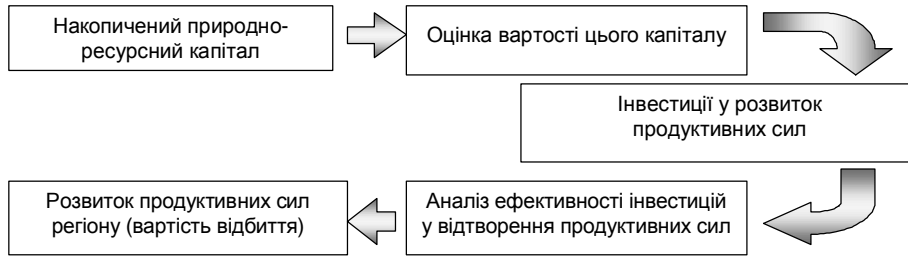 Накопичений природно-
ресурсний капітал
Оцінка вартості цього капіталу
Інвестиції у розвиток
продуктивних сил
Аналіз ефективності інвестицій
у відтворення продуктивних сил
Розвиток продуктивних сил
регіону (вартість відбиття)